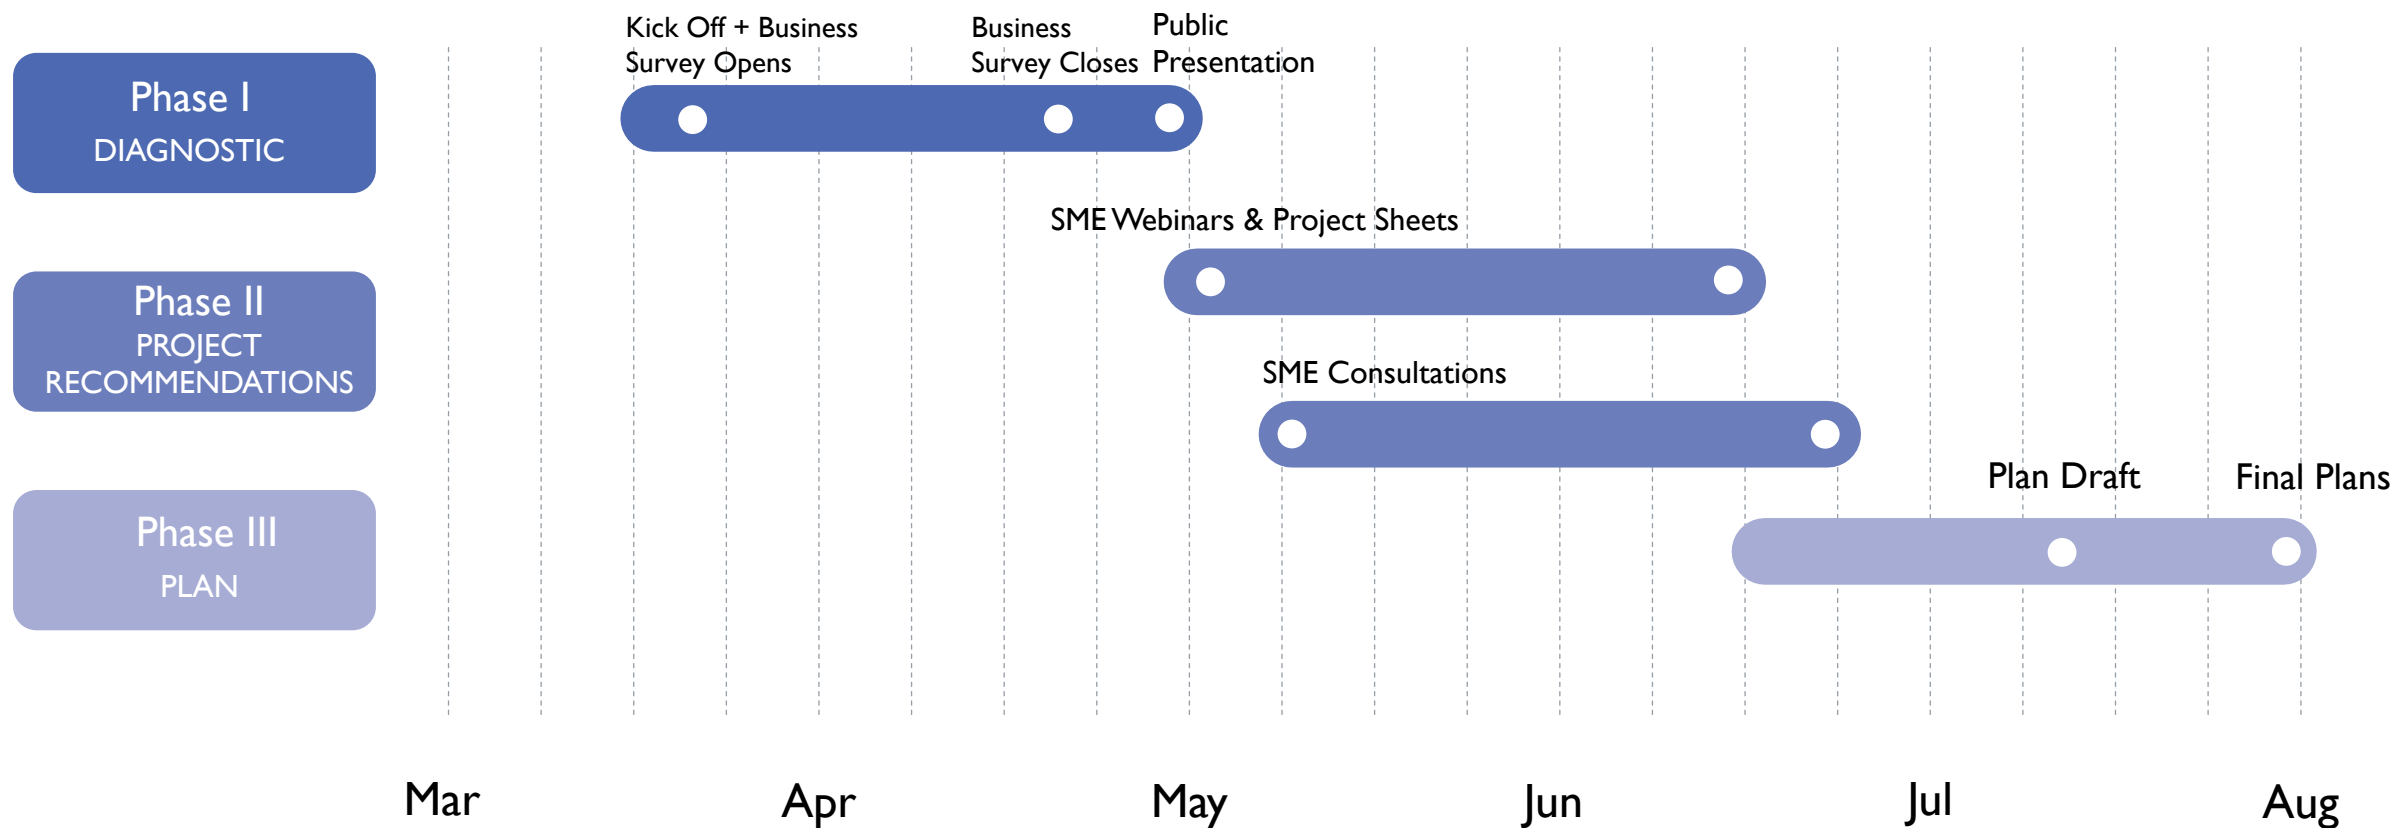 Kick Off + Business
Survey Opens
Business
Survey Closes
Public
Presentation
Phase I
DIAGNOSTIC
SME Webinars & Project Sheets
Phase II
PROJECT
RECOMMENDATIONS
SME Consultations
Plan Draft
Final Plans
Phase III
PLAN
Mar
Apr
May
Jun
Jul
Aug